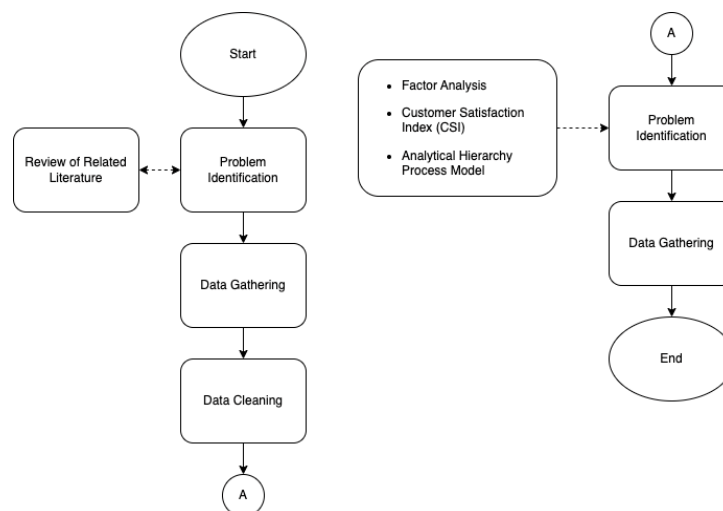 Start
Review of Related
Literature
Problem
Identification
Data Gathering
Data Cleaning
A
A
• Factor Analysis
• Customer Satisfaction
Index (CSI)
• Analytical Hierarchy
Process Model
Problem
Identification
Data Gathering
End